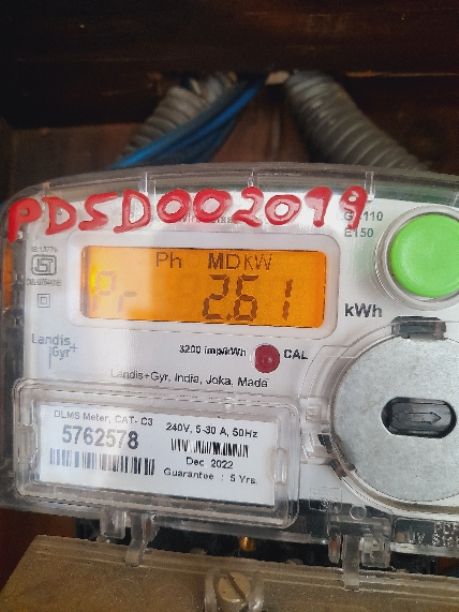 PDSD002099
G 110
E150
Ph MDKW
Pr 2.61
kWh
Landis
Gyr+
3200 imp/kWh CAL
Landis+Gyr, India, Joka, Made
DLMS Meter, CAT- C3
5762578
240V, 5-30 A, 50Hz
Dec 2022
Guarantee : 5 Yrs.